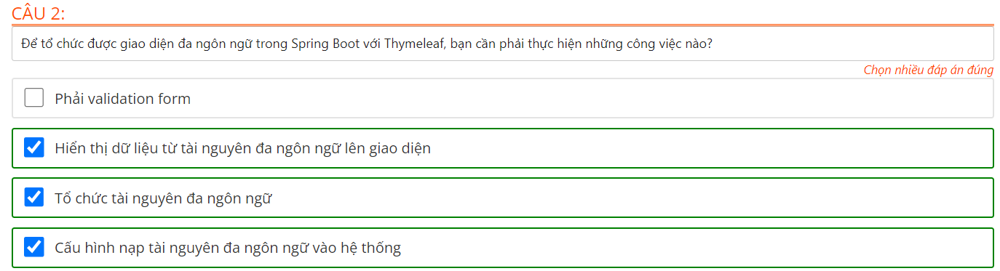 CÂU 2:
Để tổ chức được giao diện đa ngôn ngữ trong Spring Boot với Thymeleaf, bạn cần phải thực hiện những công việc nào?
Chọn nhiều đáp án đúng
Phải validation form
Hiển thị dữ liệu từ tài nguyên đa ngôn ngữ lên giao diện
Tổ chức tài nguyên đa ngôn ngữ
Cấu hình nạp tài nguyên đa ngôn ngữ vào hệ thống